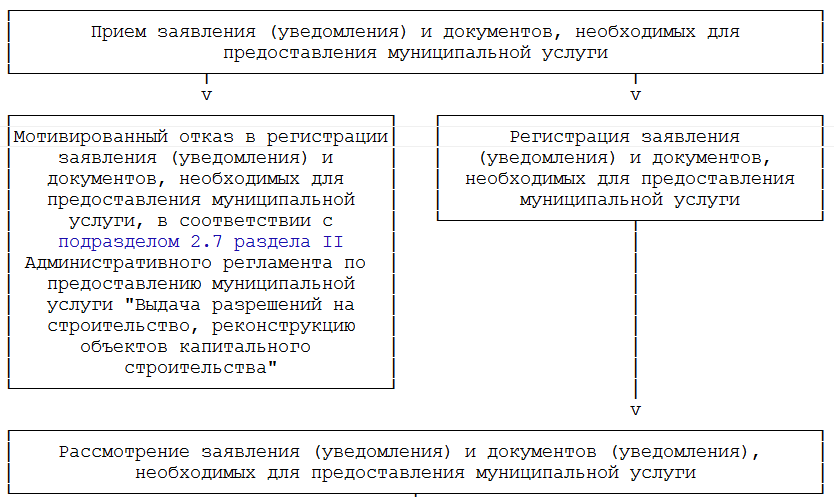 Прием заявления (уведомления) и документов, необходимых для
предоставления муниципальной услуги
v
v
Мотивированный отказ в регистрации
заявления (уведомления) и
документов, необходимых для
предоставления муниципальной
услуги, в соответствии с
подразделом 2.7 раздела II
Административного регламента по
предоставлению муниципальной
услуги "Выдача разрешений на
строительство, реконструкцию
объектов капитального
строительства"
Регистрация заявления
(уведомления) и документов,
необходимых для предоставления
муниципальной услуги
v
Рассмотрение заявления (уведомления) и документов (уведомления),
необходимых для предоставления муниципальной услуги